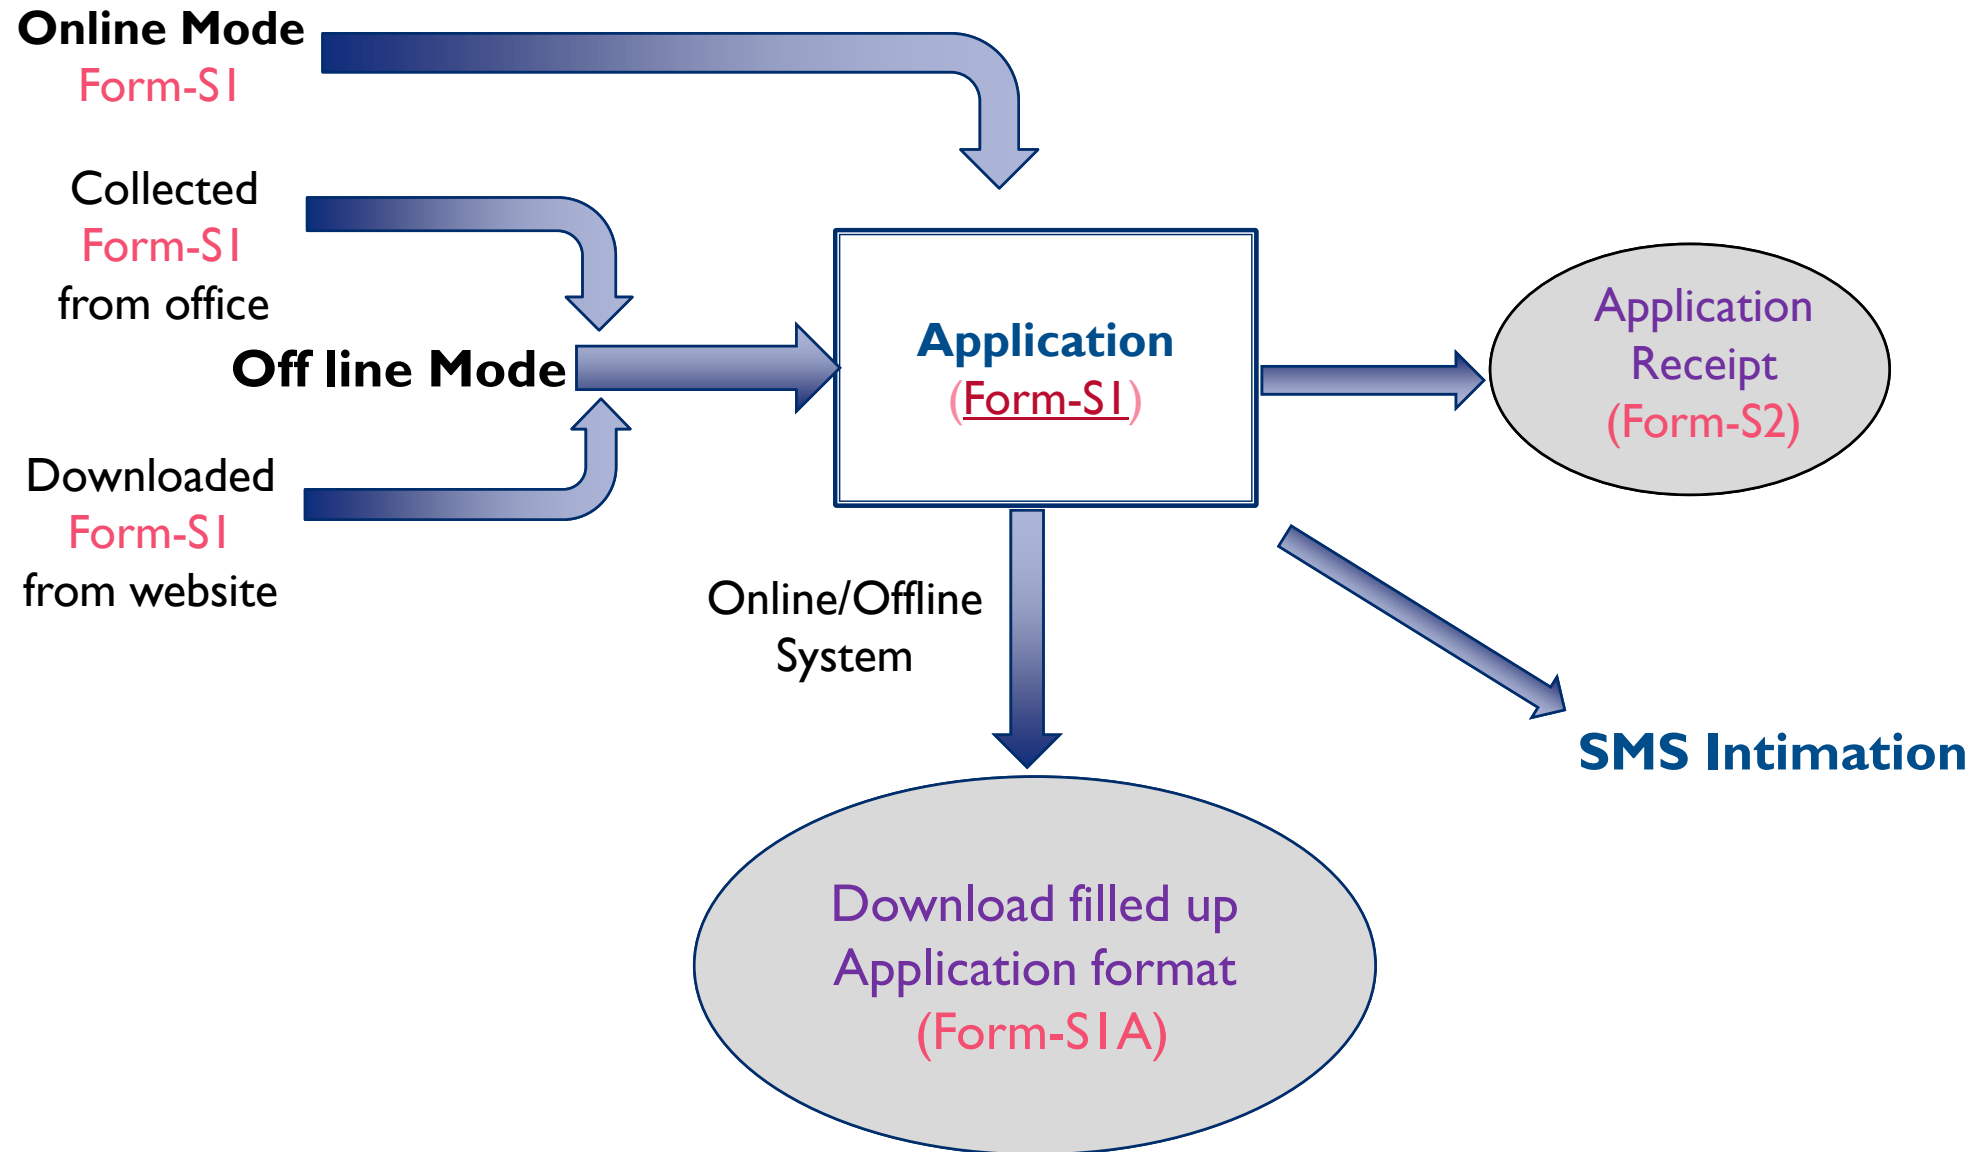 Online Mode
Form-S1
Collected
Form-S1
from office
Off line Mode
Downloaded
Form-S1
from website
Application
(Form-S1)
Application
Receipt
(Form-S2)
Online/Offline
System
SMS Intimation
Download filled up
Application format
(Form-S1A)